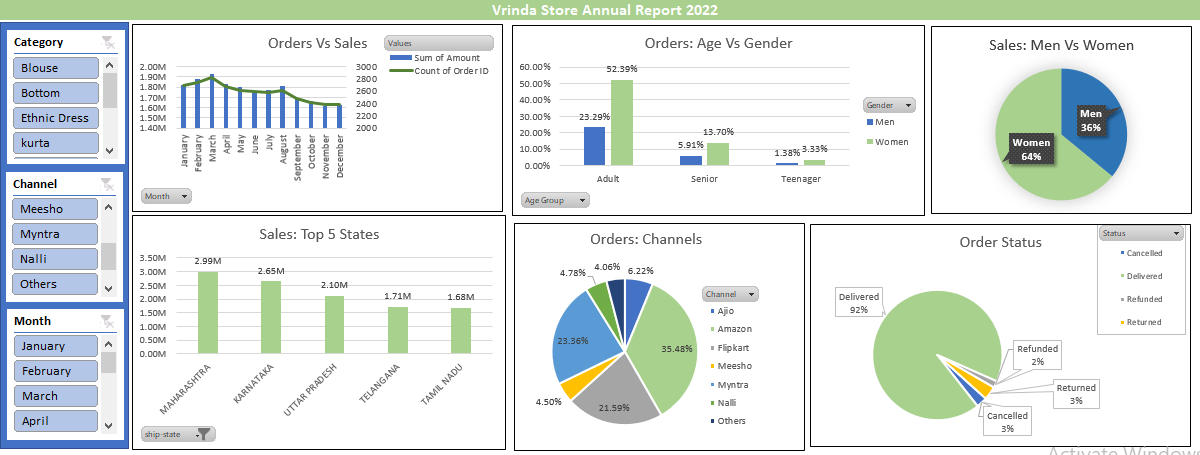 Vrinda Store Annual Report 2022
Category
Blouse
Bottom
Ethnic Dress
kurta
Channel
Meesho
Myntra
Nalli
Others
Month
January
February
March
April
Orders Vs Sales
Values
Sum of Amount
Count of Order ID
2.00M
1.90M
1.80M
1.70M
1.60M
1.50M
1.40M
3000
2800
2600
2400
2200
2000
January
February
March
April
May
June
July
August
September
October
November
December
Month
Orders: Age Vs Gender
60.00%
50.00%
40.00%
30.00%
20.00%
10.00%
0.00%
23.29%
52.39%
5.91%
13.70%
1.38%
3.33%
Adult
Senior
Teenager
Gender
Men
Women
Age Group
Sales: Men Vs Women
Men
36%
Women
64%
Sales: Top 5 States
3.50M
3.00M
2.50M
2.00M
1.50M
1.00M
0.50M
0.00M
2.99M
2.65M
2.10M
1.71M
1.68M
MAHARASHTRA
KARNATAKA
UTTAR PRADESH
TELANGANA
TAMIL NADU
ship-state
Orders: Channels
4.78%
4.06%
6.22%
23.36%
35.48%
4.50%
21.59%
Channel
Ajio
Amazon
Flipkart
Meesho
Myntra
Nalli
Others
Order Status
Status
Cancelled
Delivered
Refunded
Returned
Delivered
92%
Refunded
2%
Returned
3%
Cancelled
3%
Activate Windows